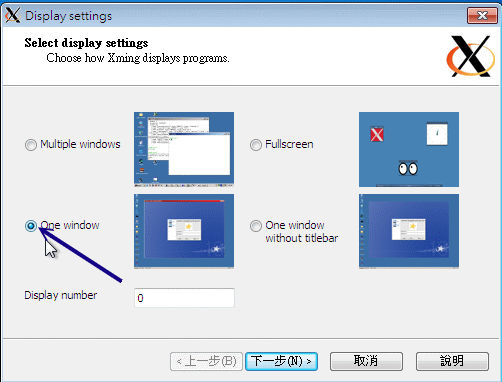 Display settings
Select display settings
Choose how Xming displays programs.
Multiple windows
Fullscreen
One window
One window
without titlebar
Display number
0
< 上一步(B)
下一步(N) >
取消
說明